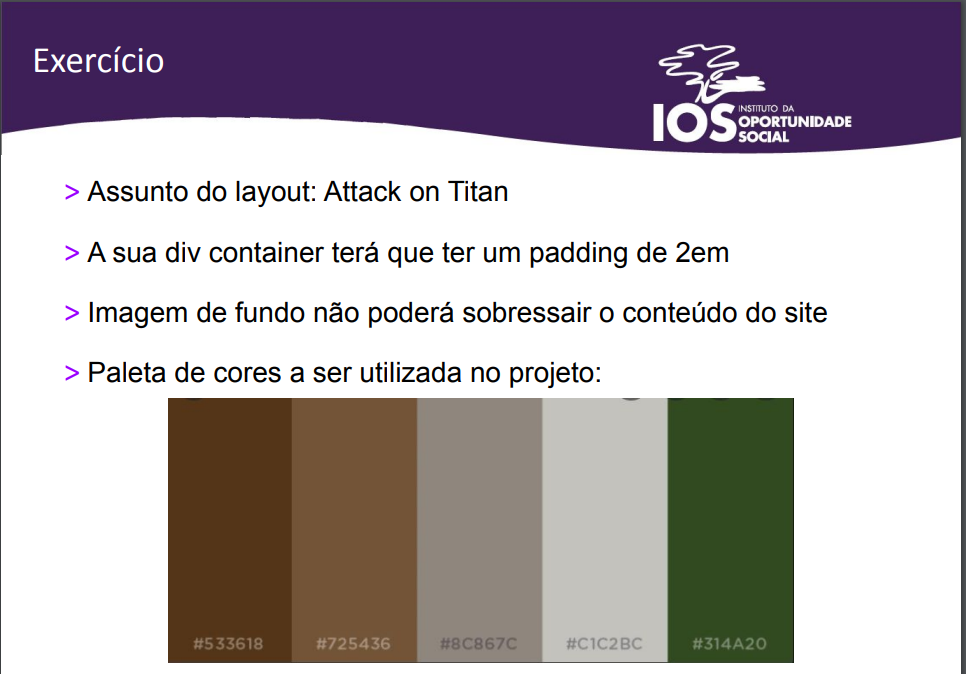 Exercício
IOS INSTITUTO DA
OPORTUNIDADE
SOCIAL
> Assunto do layout: Attack on Titan
> A sua div container terá que ter um padding de 2em
> Imagem de fundo não poderá sobressair o conteúdo do site
> Paleta de cores a ser utilizada no projeto:
#533618 #725436 #8C867C #C1C2BC #314A20